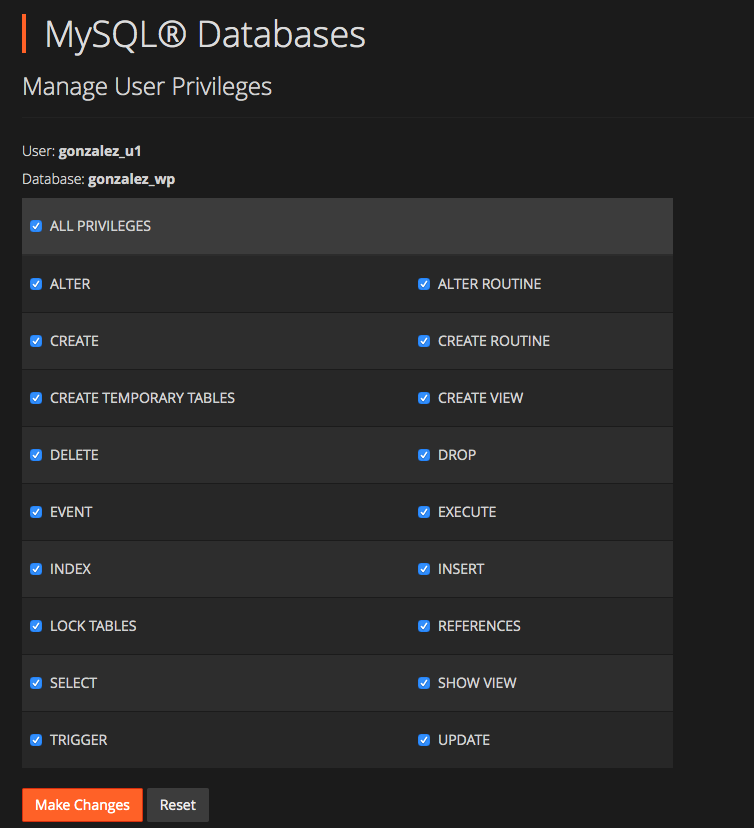 MySQL® Databases
Manage User Privileges
User: gonzalez_u1
Database: gonzalez_wp
ALL PRIVILEGES
ALTER ALTER ROUTINE
CREATE CREATE ROUTINE
CREATE TEMPORARY TABLES CREATE VIEW
DELETE DROP
EVENT EXECUTE
INDEX INSERT
LOCK TABLES REFERENCES
SELECT SHOW VIEW
TRIGGER UPDATE
Make Changes Reset